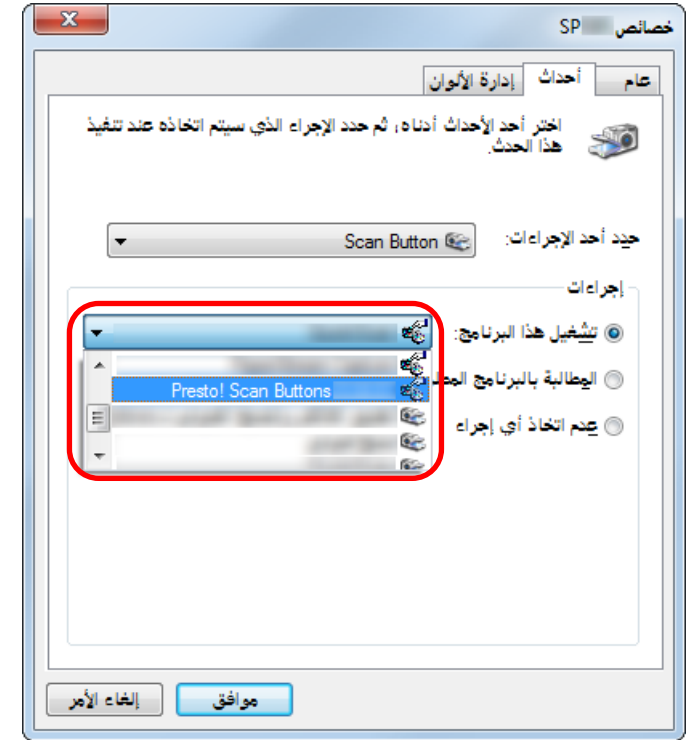 خصائص SP
عام
أحداث
إدارة الألوان
اختر أحد الأحداث أدناه، ثم حدد الإجراء الذي سيتم اتخاذه عند تنفيذ
هذا الحدث.
حدد أحد الإجراءات:
Scan Button
إجراءات
تشغيل هذا البرنامج:
Presto! Scan Buttons
المطالبة بالبرنامج
عدم اتخاذ أي إجراء
موافق
إلغاء الأمر